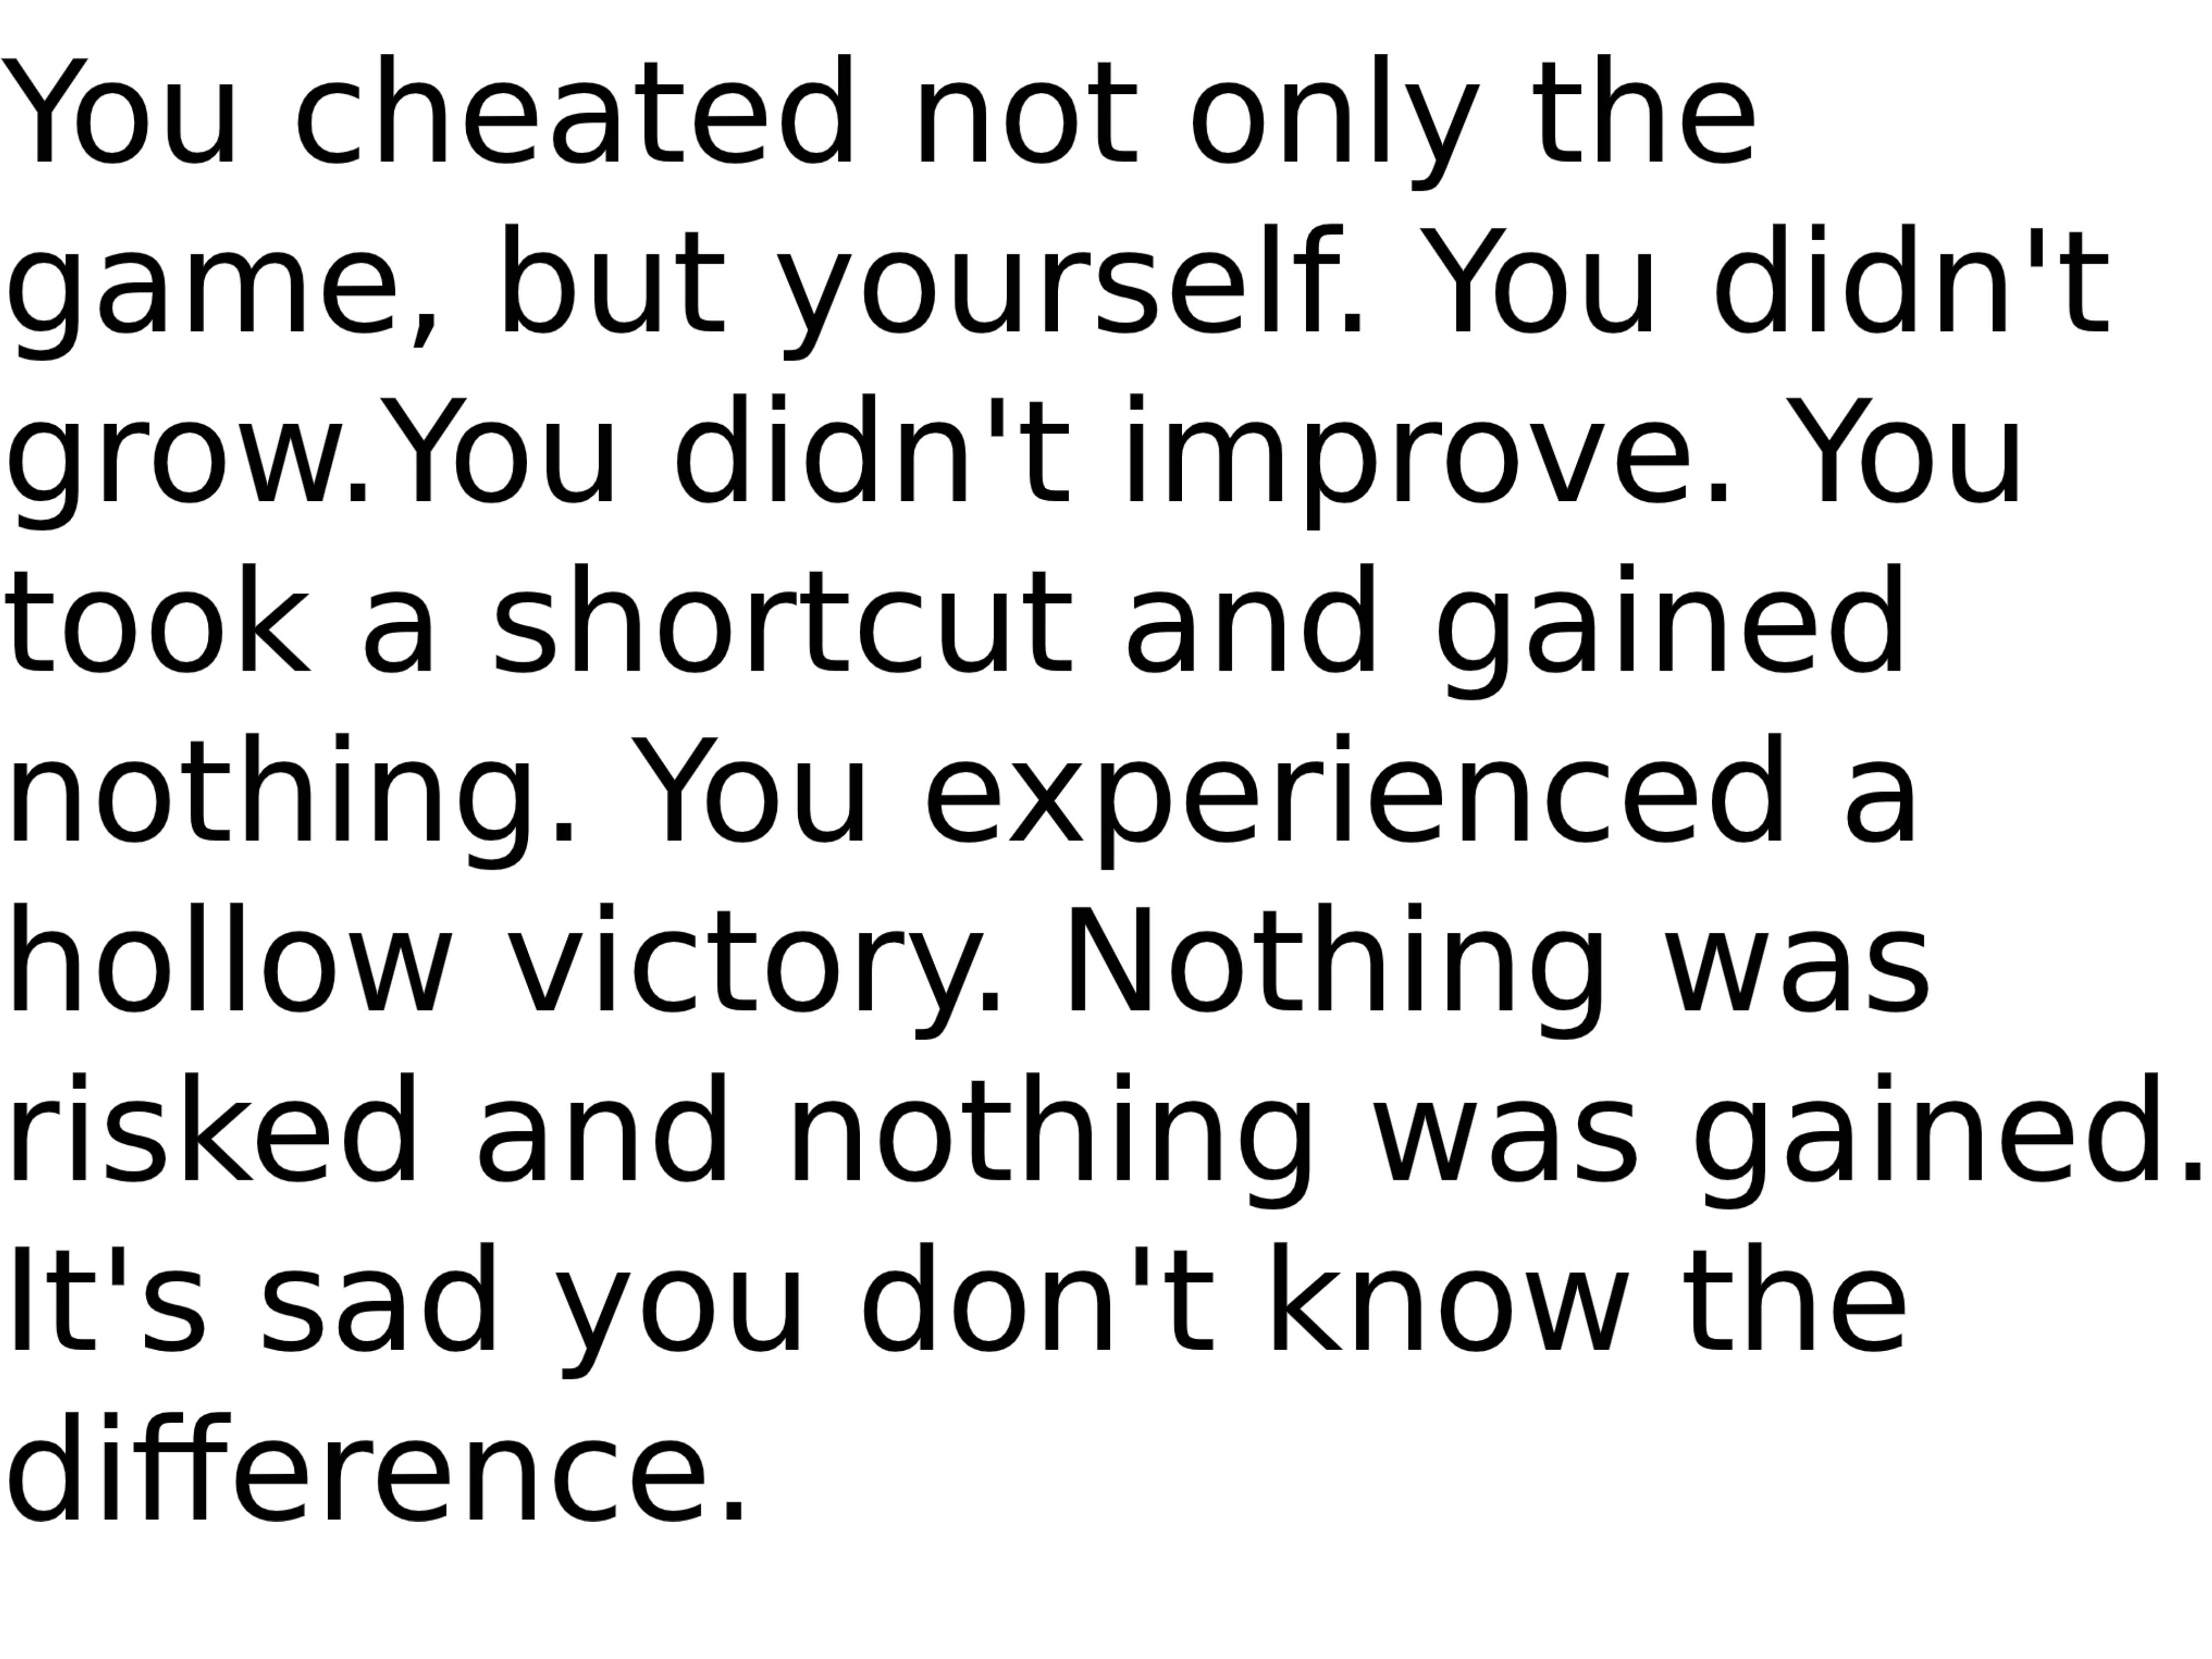 You cheated not only the
game, but yourself. You didn't
grow.You didn't improve. You
took a shortcut and gained
nothing. You experienced a
hollow victory. Nothing was
risked and nothing was gained.
It's sad you don't know the
difference.